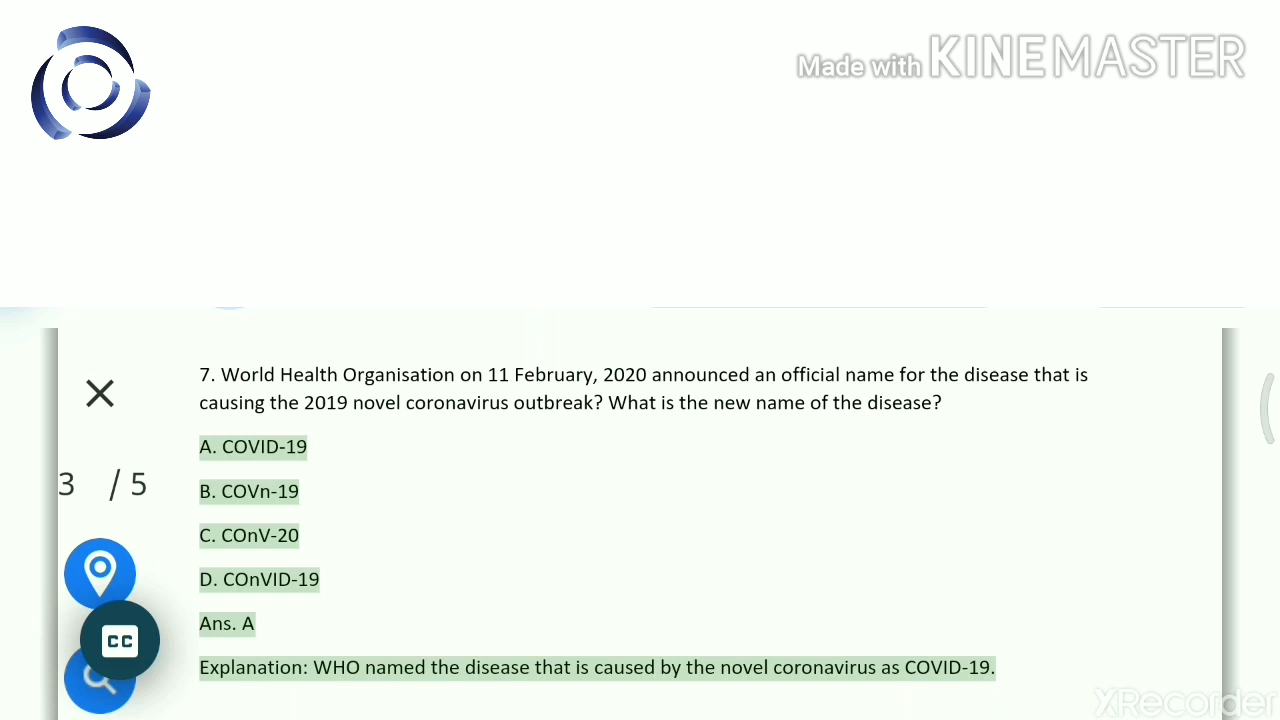 Made with KINEMASTER
7. World Health Organisation on 11 February, 2020 announced an official name for the disease that is
causing the 2019 novel coronavirus outbreak? What is the new name of the disease?
A. COVID-19
3 / 5
B. COVn-19
C. COnV-20
D. COnVID-19
Ans. A
CC
Explanation: WHO named the disease that is caused by the novel coronavirus as COVID-19.
XRecorder